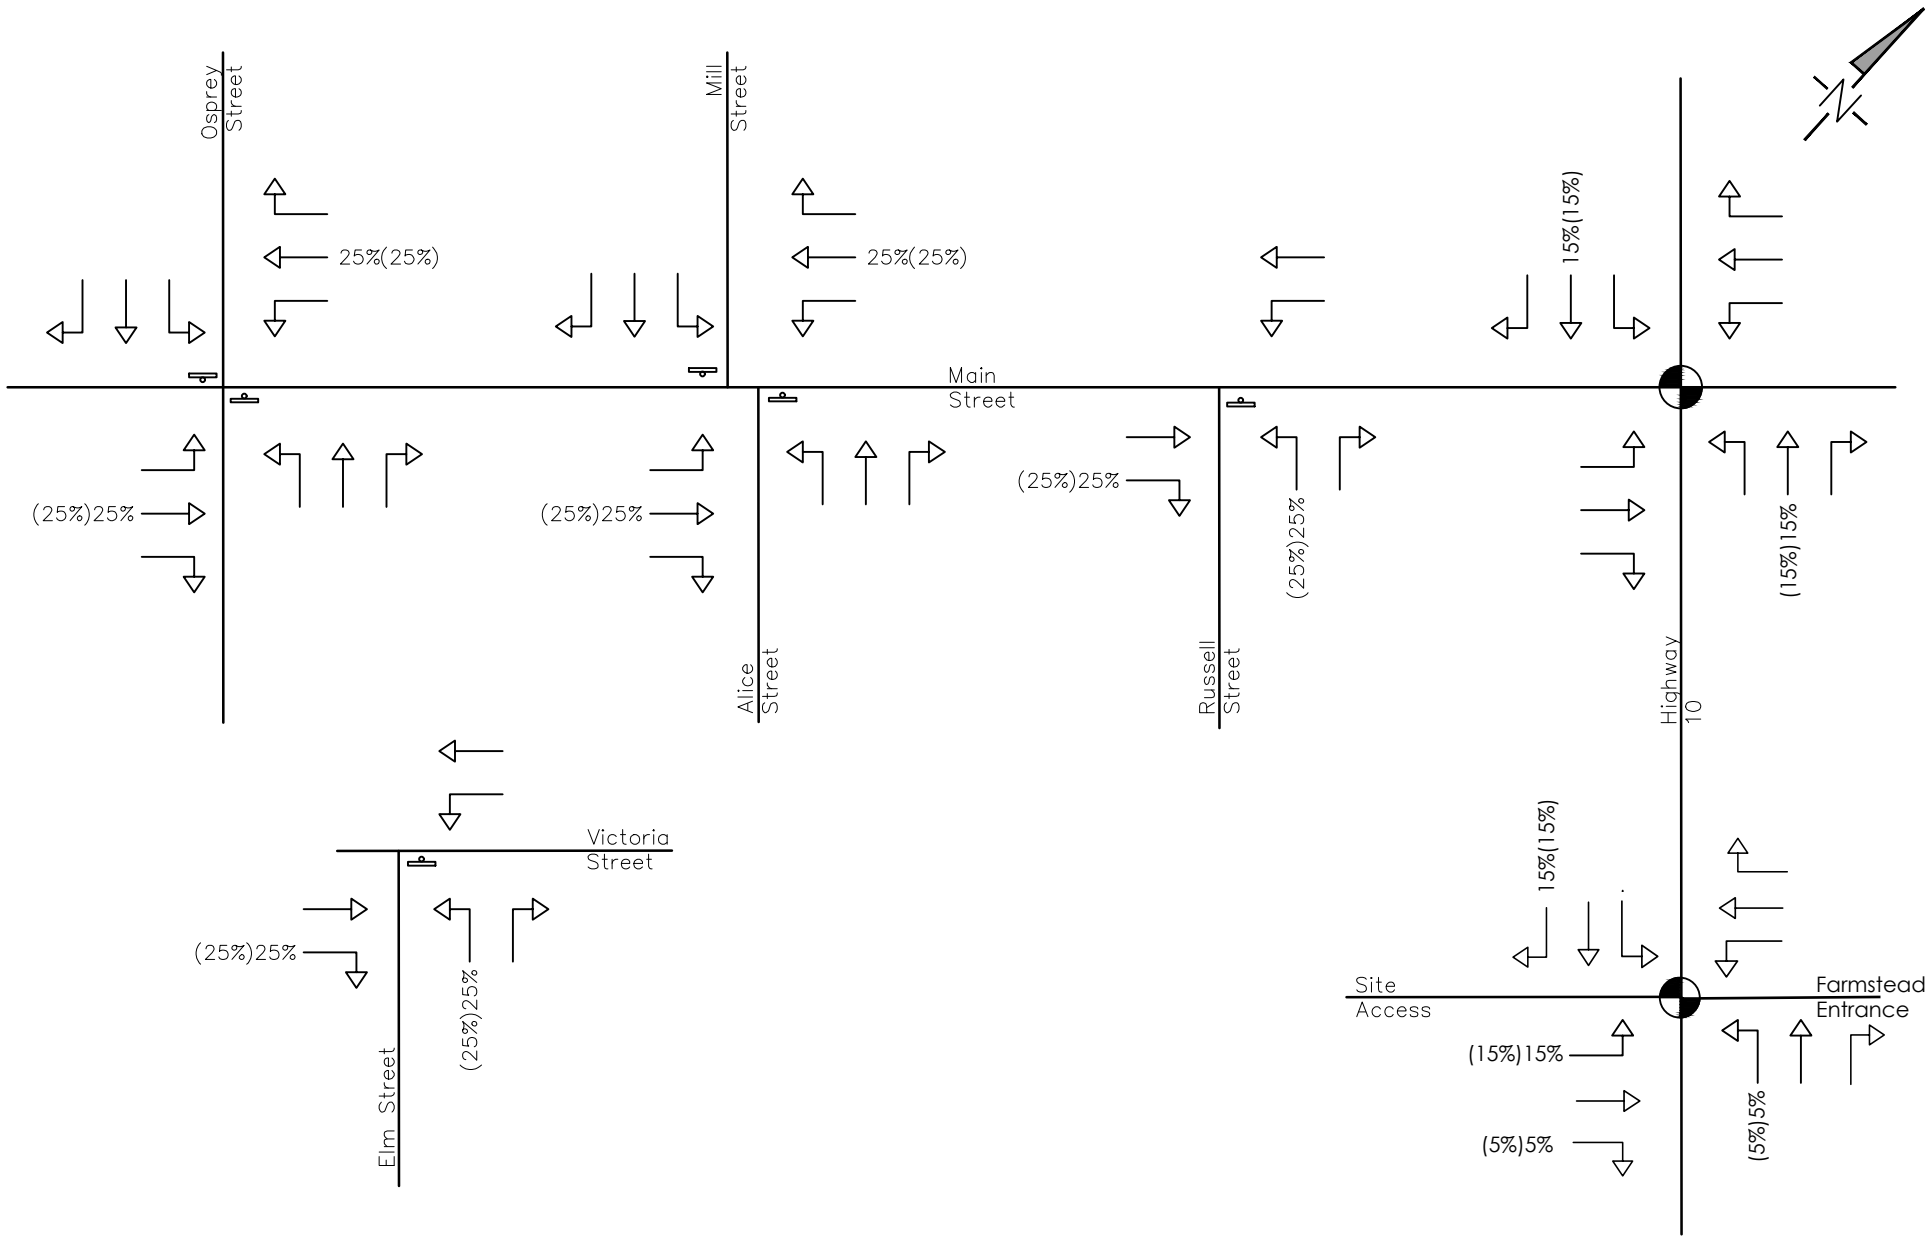 Osprey
Street
Mill
Street
N
15%(15%)
25%(25%)
25%(25%)
Main
Street
(25%)25%
(25%)25%
(25%)25%
(25%)25%
(15%)15%
Alice
Street
Russell
Street
Highway
10
Victoria
Street
15%(15%)
(25%)25%
(25%)25%
Elm Street
Site
Access
Farmstead
Entrance
(15%)15%
(5%)5%
(5%)5%